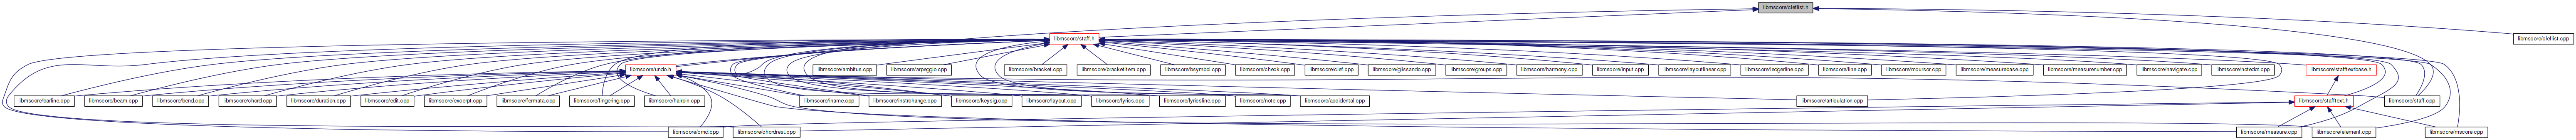 libmscore/cleflist.h
libmscore/staff.h
libmscore/cleflist.cpp
libmscore/undo.h
libmscore/ambitus.cpp
libmscore/arpeggio.cpp
libmscore/bracket.cpp
libmscore/bracketItem.cpp
libmscore/bsymbol.cpp
libmscore/check.cpp
libmscore/clef.cpp
libmscore/glissando.cpp
libmscore/groups.cpp
libmscore/harmony.cpp
libmscore/input.cpp
libmscore/layoutlinear.cpp
libmscore/ledgerline.cpp
libmscore/line.cpp
libmscore/mcursor.cpp
libmscore/measurebase.cpp
libmscore/measurenumber.cpp
libmscore/navigate.cpp
libmscore/notedot.cpp
libmscore/stafftextbase.h
libmscore/barline.cpp
libmscore/beam.cpp
libmscore/bend.cpp
libmscore/chord.cpp
libmscore/duration.cpp
libmscore/edit.cpp
libmscore/excerpt.cpp
libmscore/fermata.cpp
libmscore/fingering.cpp
libmscore/hairpin.cpp
libmscore/iname.cpp
libmscore/instrchange.cpp
libmscore/keysig.cpp
libmscore/layout.cpp
libmscore/lyrics.cpp
libmscore/lyricsline.cpp
libmscore/note.cpp
libmscore/accidental.cpp
libmscore/articulation.cpp
libmscore/stafftext.h
libmscore/staff.cpp
libmscore/cmd.cpp
libmscore/chordrest.cpp
libmscore/measure.cpp
libmscore/element.cpp
libmscore/mscore.cpp